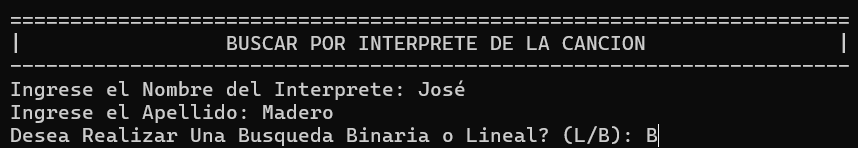 ======================================================================
|                 BUSCAR POR INTERPRETE DE LA CANCION                |
----------------------------------------------------------------------
Ingrese el Nombre del Interprete: José
Ingrese el Apellido: Madero
Desea Realizar Una Busqueda Binaria o Lineal? (L/B): B